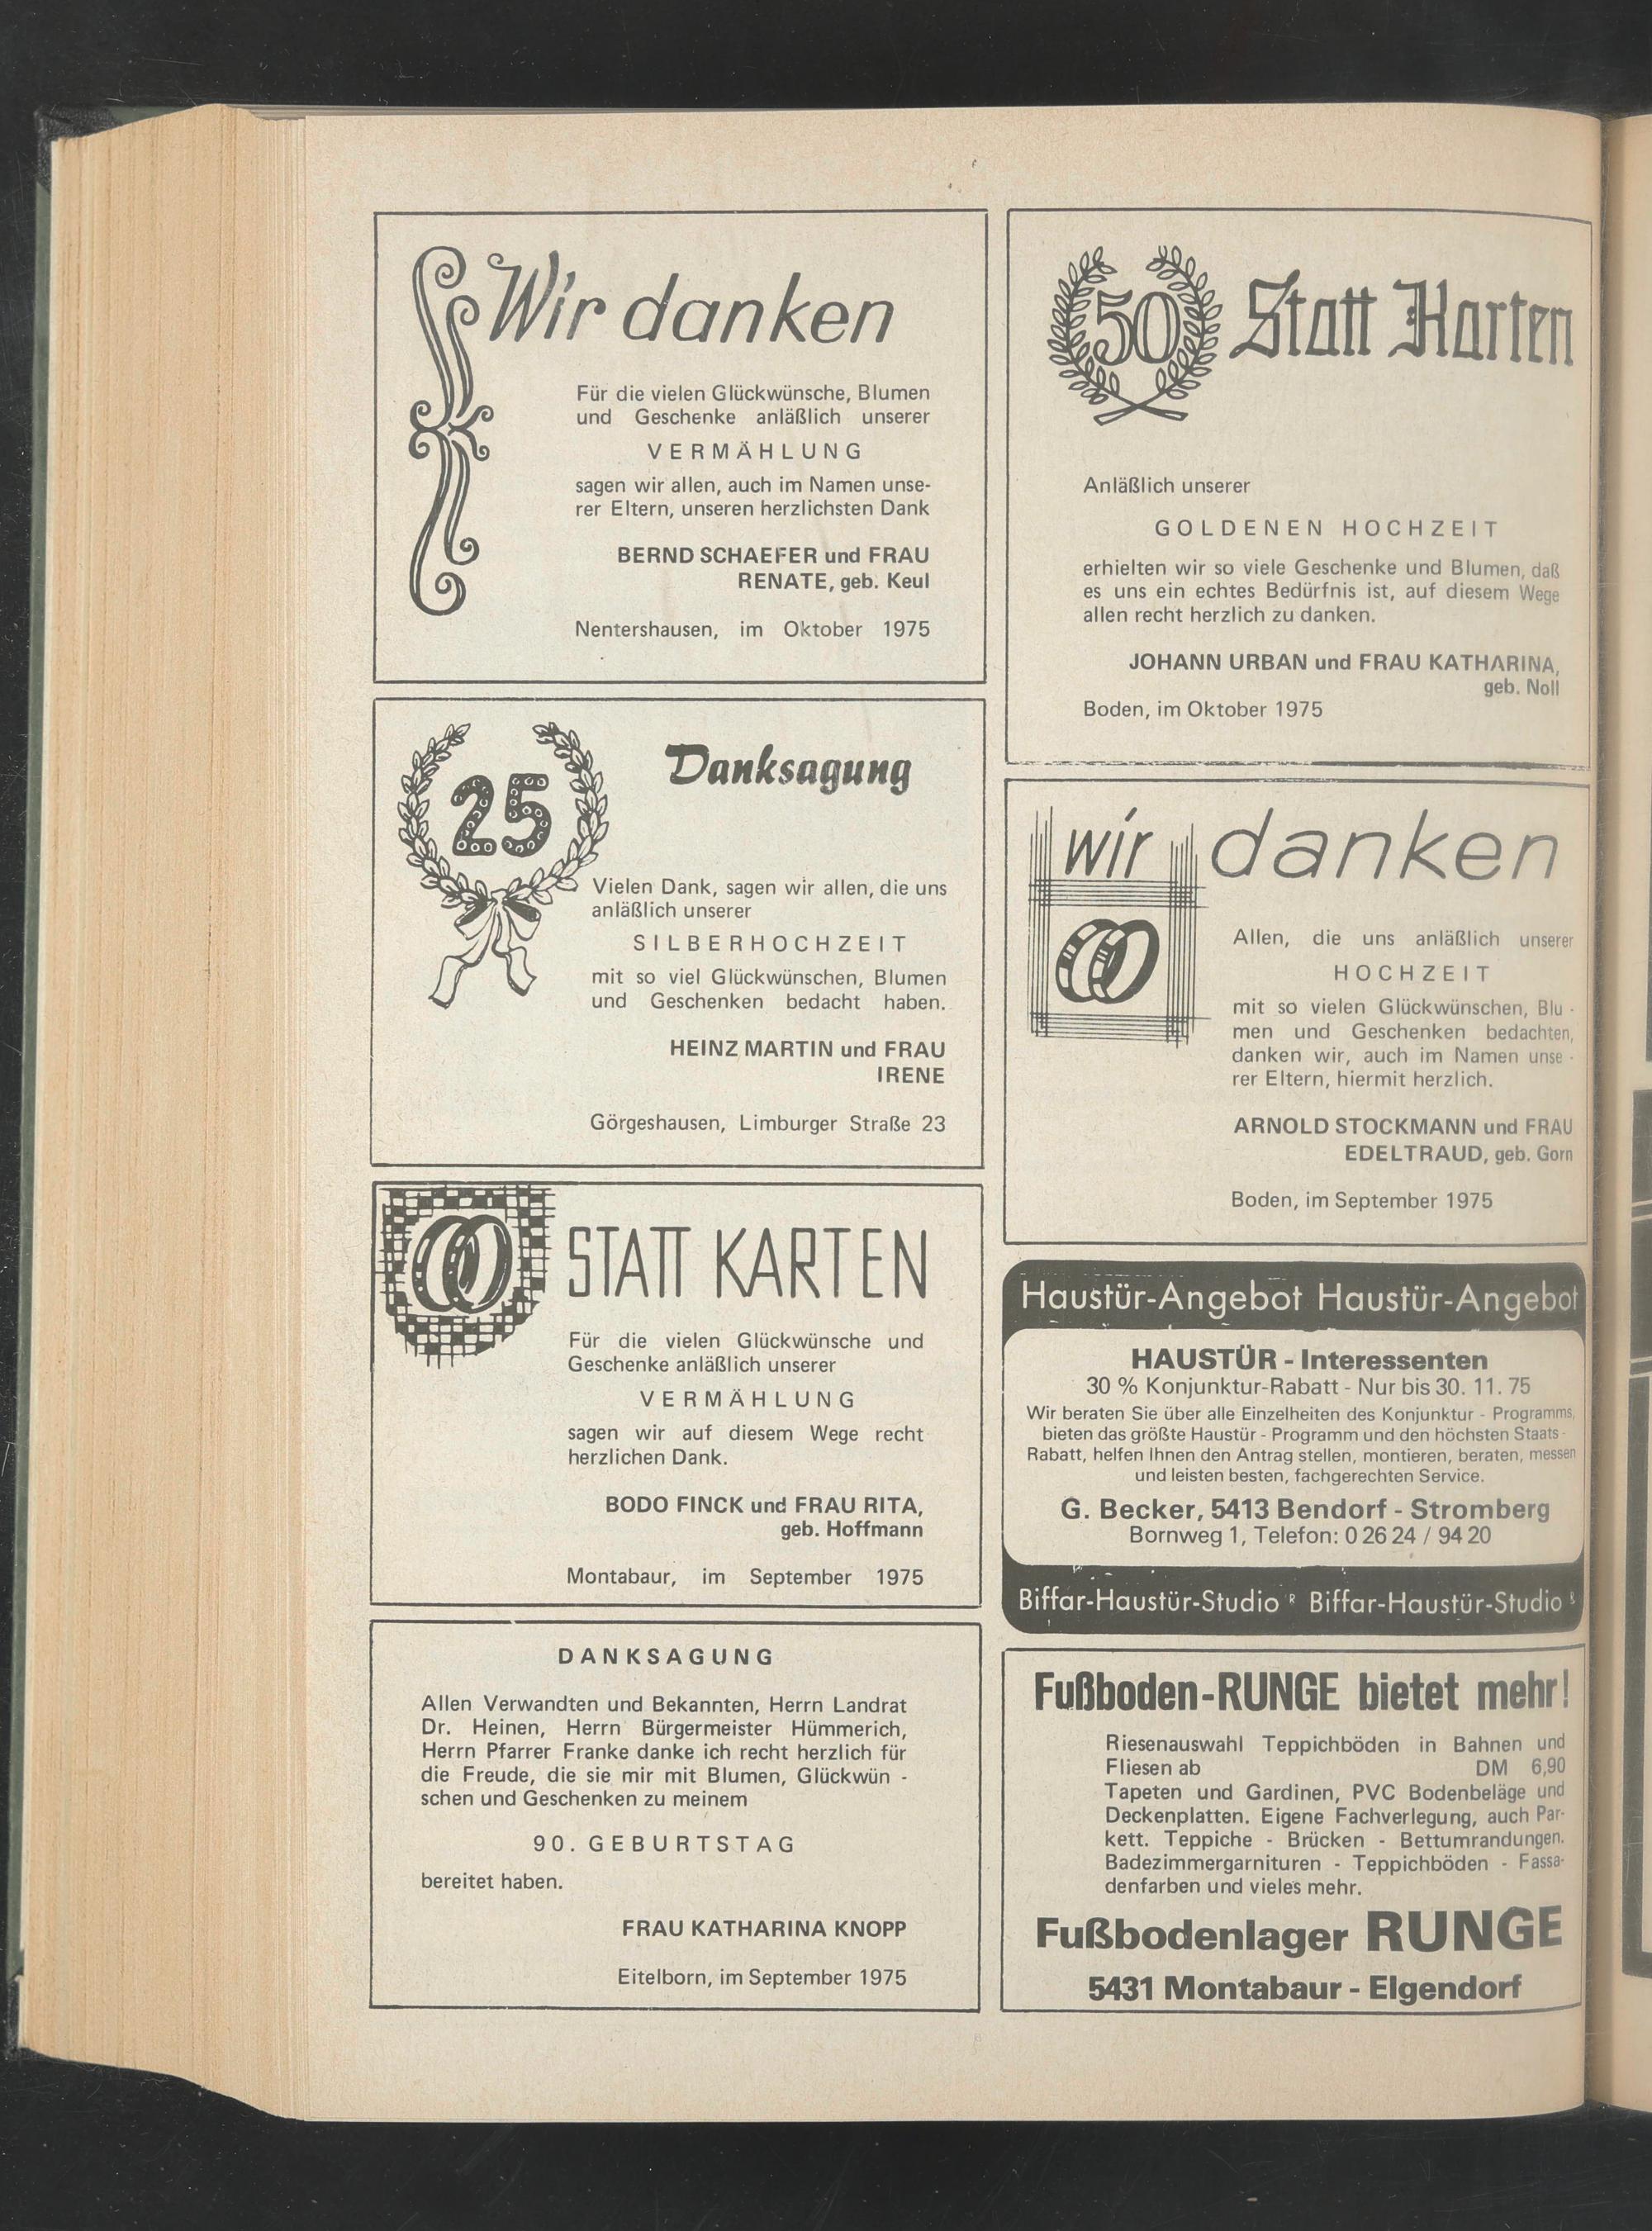 Wir danken
Für die vielen Glückwünsche, Blumen
und Geschenke anläßlich unserer
VERMÄHLUNG
sagen wir allen, auch im Namen unse-
rer Eltern, unseren herzlichsten Dank
BERND SCHAEFER und FRAU
RENATE, geb. Keul
Nentershausen, im Oktober 1975
25
Danksagung
Vielen Dank, sagen wir allen, die uns
anläßlich unserer
SILBERHOCHZEIT
mit so viel Glückwünschen, Blumen
und Geschenken bedacht haben.
HEINZ MARTIN und FRAU
IRENE
Görgeshausen, Limburger Straße 23
STATT KARTEN
Für die vielen Glückwünsche und
Geschenke anläßlich unserer
VERMÄHLUNG
sagen wir auf diesem Wege recht
herzlichen Dank.
BODO FINCK und FRAU RITA,
geb. Hoffmann
Montabaur, im September 1975
DANKSAGUNG
Allen Verwandten und Bekannten, Herrn Landrat
Dr. Heinen, Herrn Bürgermeister Hümmerich,
Herrn Pfarrer Franke danke ich recht herzlich für
die Freude, die sie mir mit Blumen, Glückwün -
schen und Geschenken zu meinem
90. GEBURTSTAG
bereitet haben.
FRAU KATHARINA KNOPP
Eitelborn, im September 1975
50 Statt Karten
Anläßlich unserer
GOLDENEN HOCHZEIT
erhielten wir so viele Geschenke und Blumen, daß
es uns ein echtes Bedürfnis ist, auf diesem Wege
allen recht herzlich zu danken.
JOHANN URBAN und FRAU KATHARINA,
geb. Noll
Boden, im Oktober 1975
wir danken
Allen, die uns anläßlich unserer
HOCHZEIT
mit so vielen Glückwünschen, Blu -
men und Geschenken bedachten,
danken wir, auch im Namen unse -
rer Eltern, hiermit herzlich.
ARNOLD STOCKMANN und FRAU
EDELTRAUD, geb. Gorn
Boden, im September 1975
Haustür-Angebot Haustür-Angebot
HAUSTÜR - Interessenten
30 % Konjunktur-Rabatt - Nur bis 30. 11. 75
Wir beraten Sie über alle Einzelheiten des Konjunktur - Programms,
bieten das größte Haustür - Programm und den höchsten Staats -
Rabatt, helfen Ihnen den Antrag stellen, montieren, beraten, messen
und leisten besten, fachgerechten Service.
G. Becker, 5413 Bendorf - Stromberg
Bornweg 1, Telefon: 0 26 24 / 94 20
Biffar-Haustür-Studio R Biffar-Haustür-Studio R
Fußboden-RUNGE bietet mehr!
Riesenauswahl Teppichböden in Bahnen und
Fliesen ab DM 6,90
Tapeten und Gardinen, PVC Bodenbeläge und
Deckenplatten. Eigene Fachverlegung, auch Par-
kett. Teppiche - Brücken - Bettumrandungen.
Badezimmergarnituren - Teppichböden - Fassa-
denfarben und vieles mehr.
Fußbodenlager RUNGE
5431 Montabaur - Elgendorf